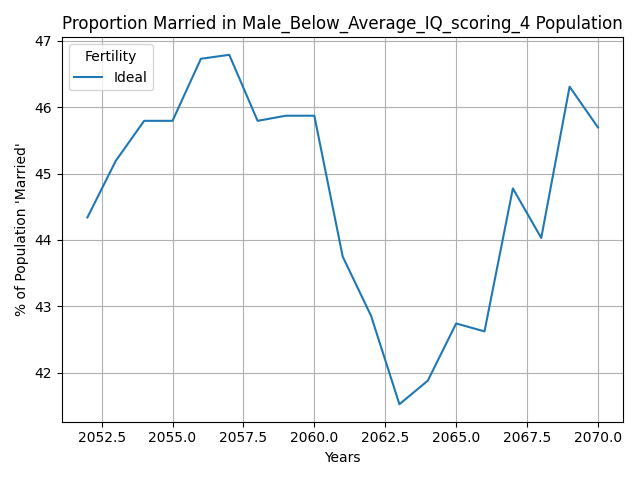 Proportion Married in Male_Below_Average_IQ_scoring_4 Population
47
Fertility
Ideal
46
45
44
43
42
% of Population 'Married'
2052.5 2055.0 2057.5 2060.0 2062.5 2065.0 2067.5 2070.0
Years